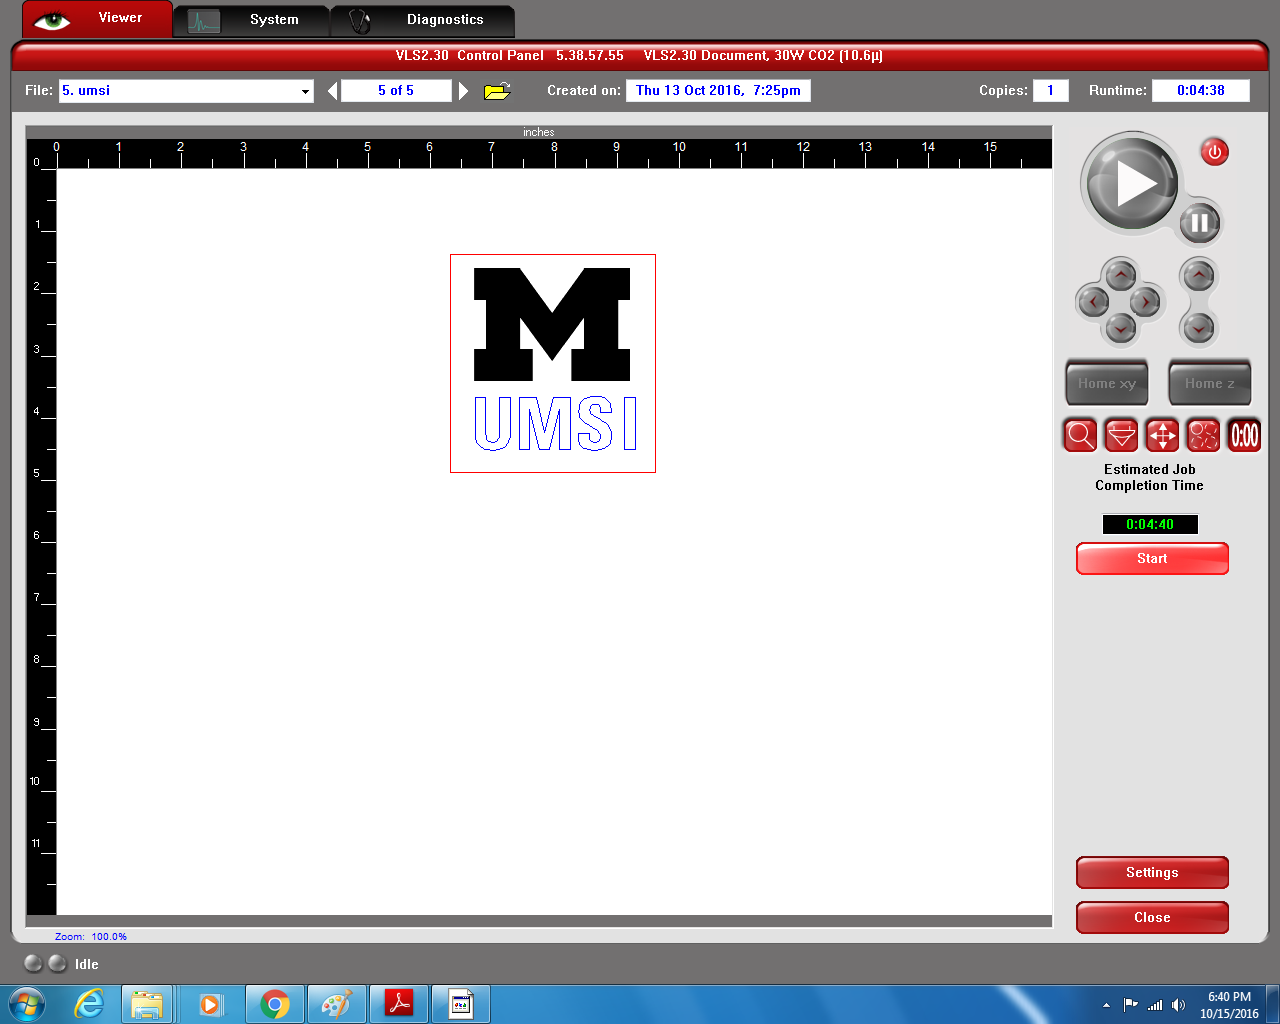 Viewer System Diagnostics
VLS2.30 Control Panel 5.38.57.55 VLS2.30 Document, 30W CO2 (10.6µ)
File: 5. umsi 5 of 5 Created on: Thu 13 Oct 2016, 7:25pm Copies: 1 Runtime: 0:04:38
inches
0 1 2 3 4 5 6 7 8 9 10 11 12 13 14 15
0
1
2
3
4
5
6
7
8
9
10
11
M
UMSI
Home xy Home z
0:00
Estimated Job
Completion Time
0:04:40
Start
Settings
Close
Zoom: 100.0%
Idle
6:40 PM
10/15/2016